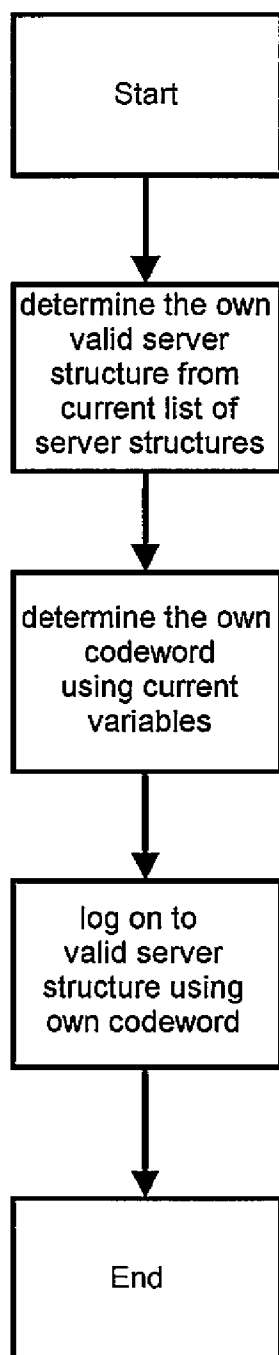 Start
determine the own
valid server
structure from
current list of
server structures
determine the own
codeword
using current
variables
log on to
valid server
structure using
own codeword
End